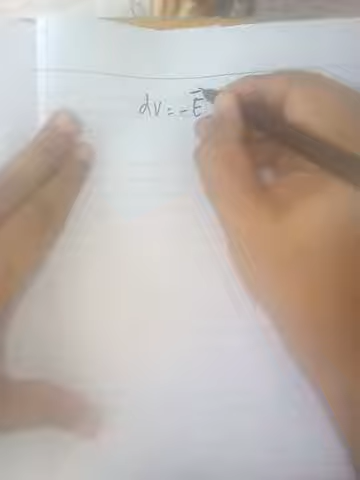 dV = -E⃗